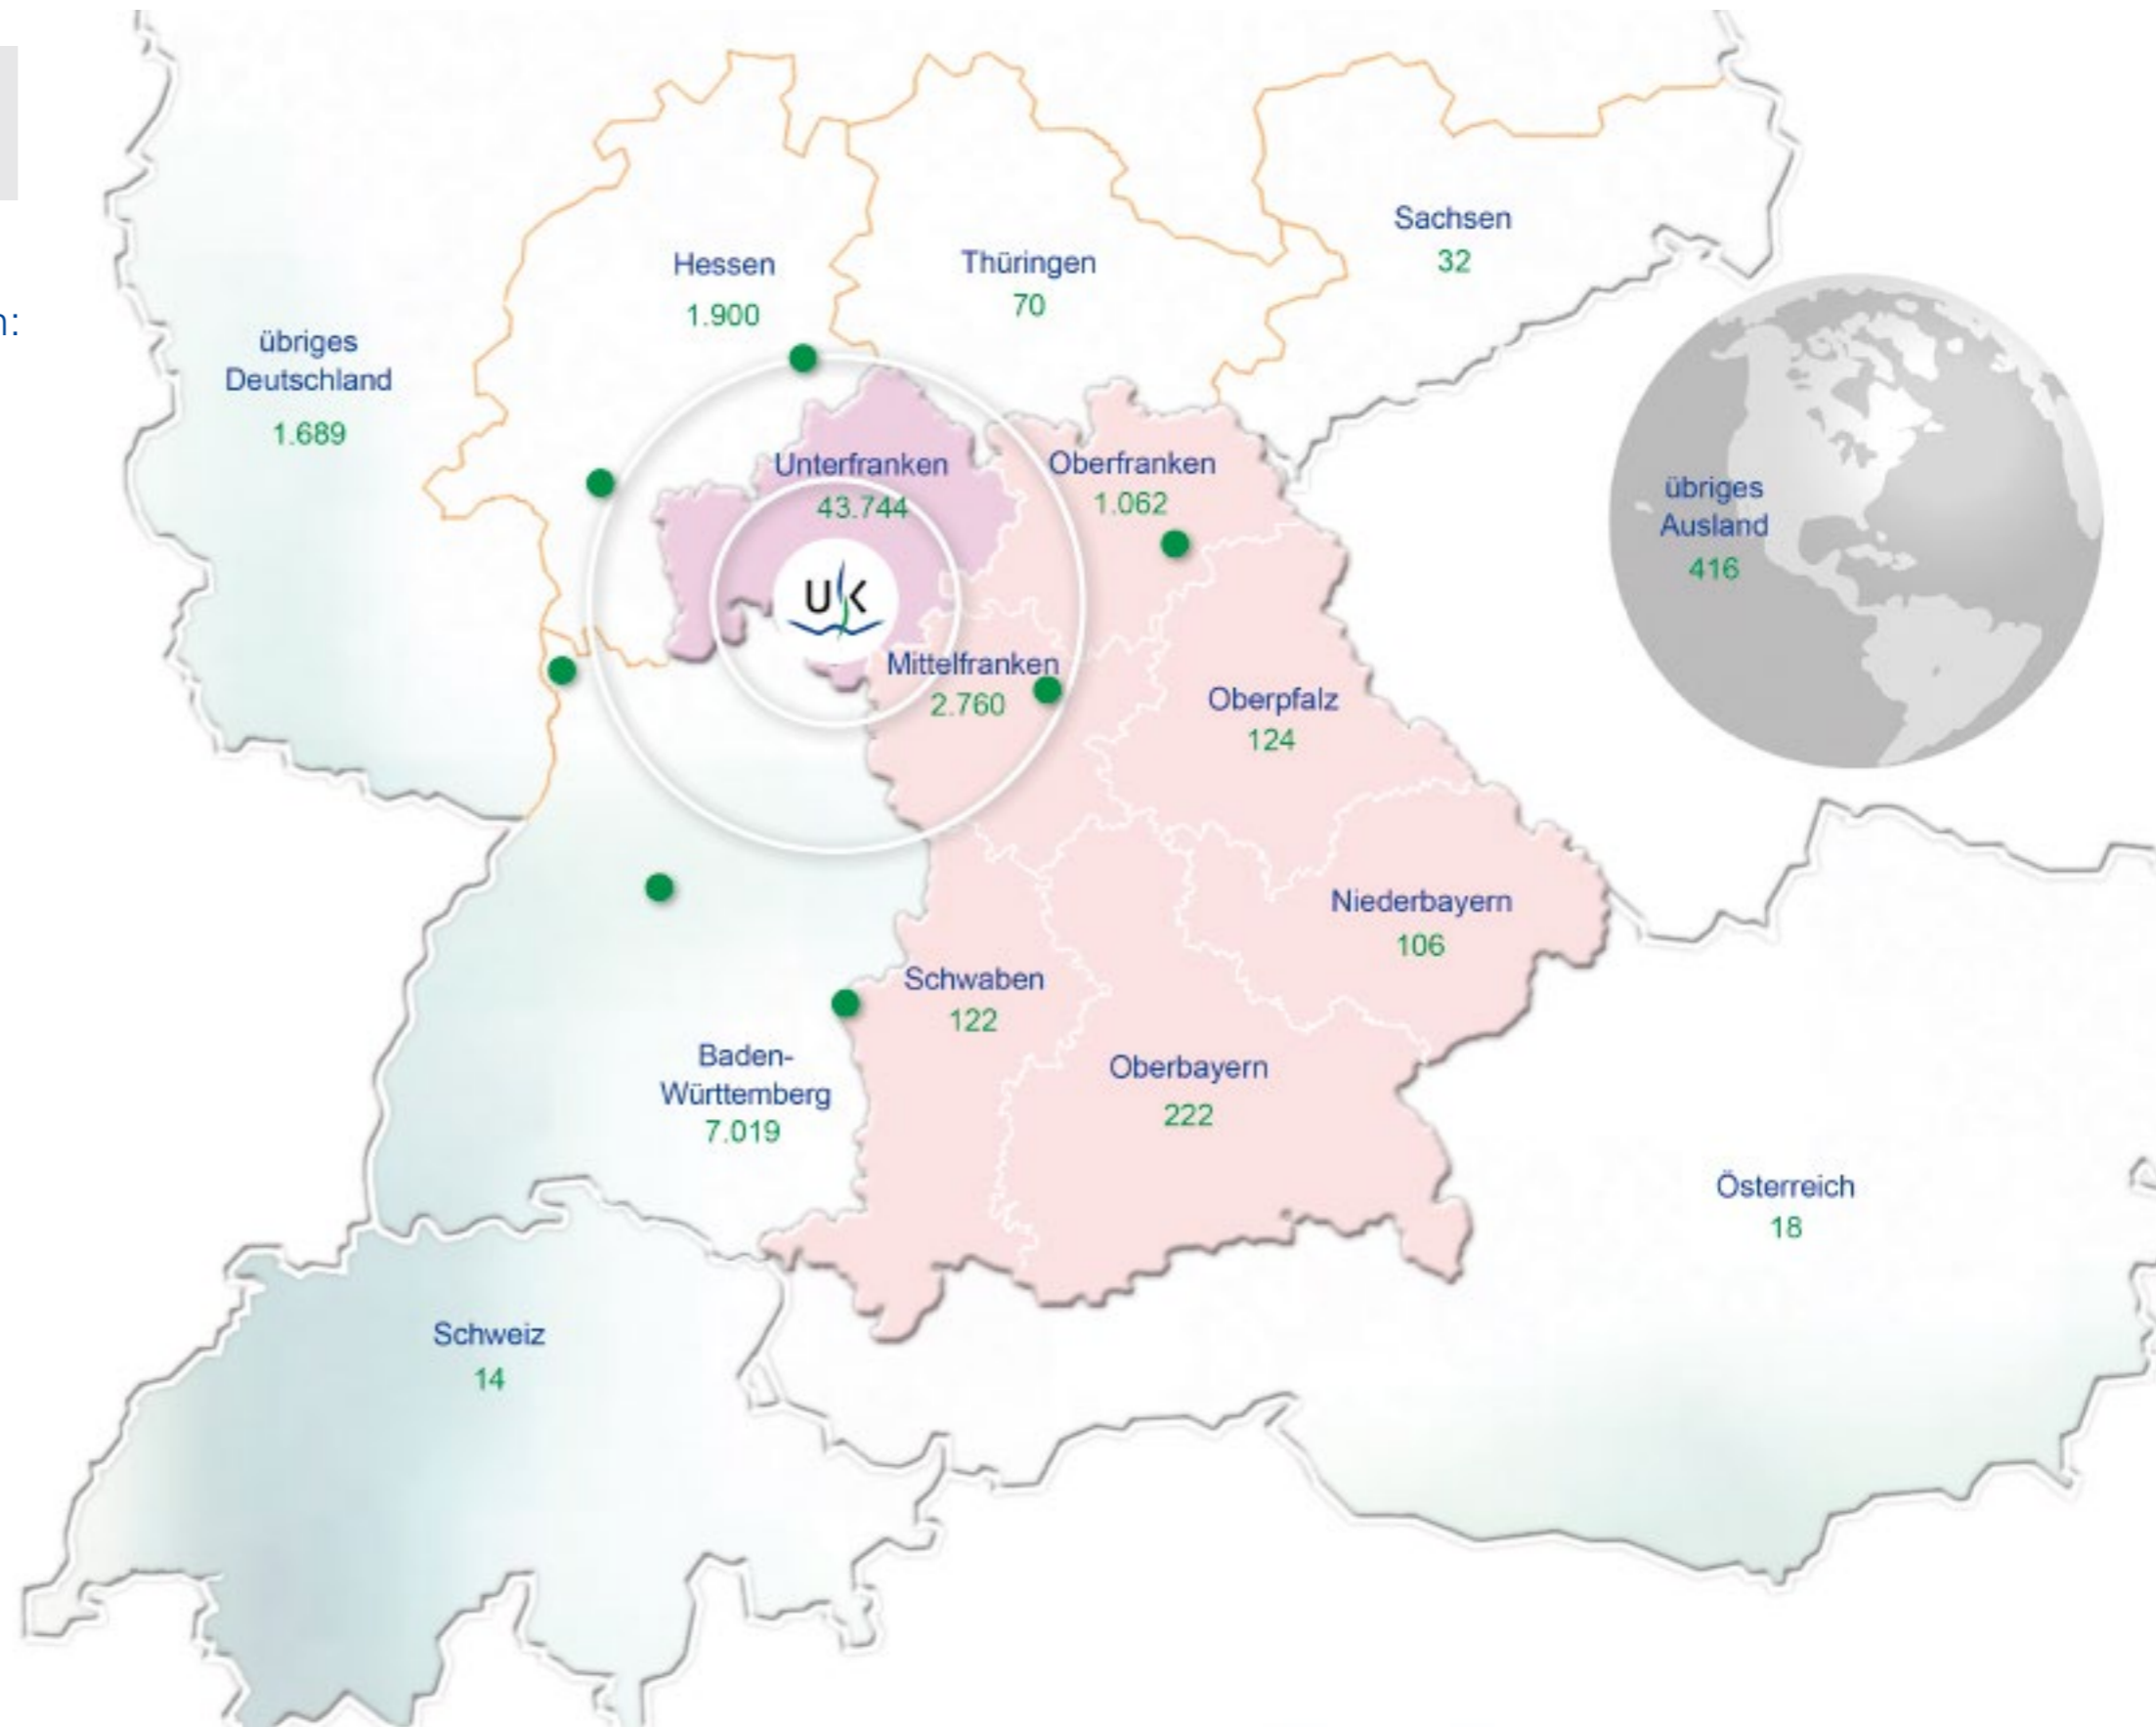 n:
Sachsen
32
Hessen
1.900
Thüringen
70
übriges
Deutschland
1.689
Unterfranken
43.744
Oberfranken
1.062
übriges
Ausland
416
UK
Mittelfranken
2.760
Oberpfalz
124
Niederbayern
106
Schwaben
122
Baden-
Württemberg
7.019
Oberbayern
222
Österreich
18
Schweiz
14